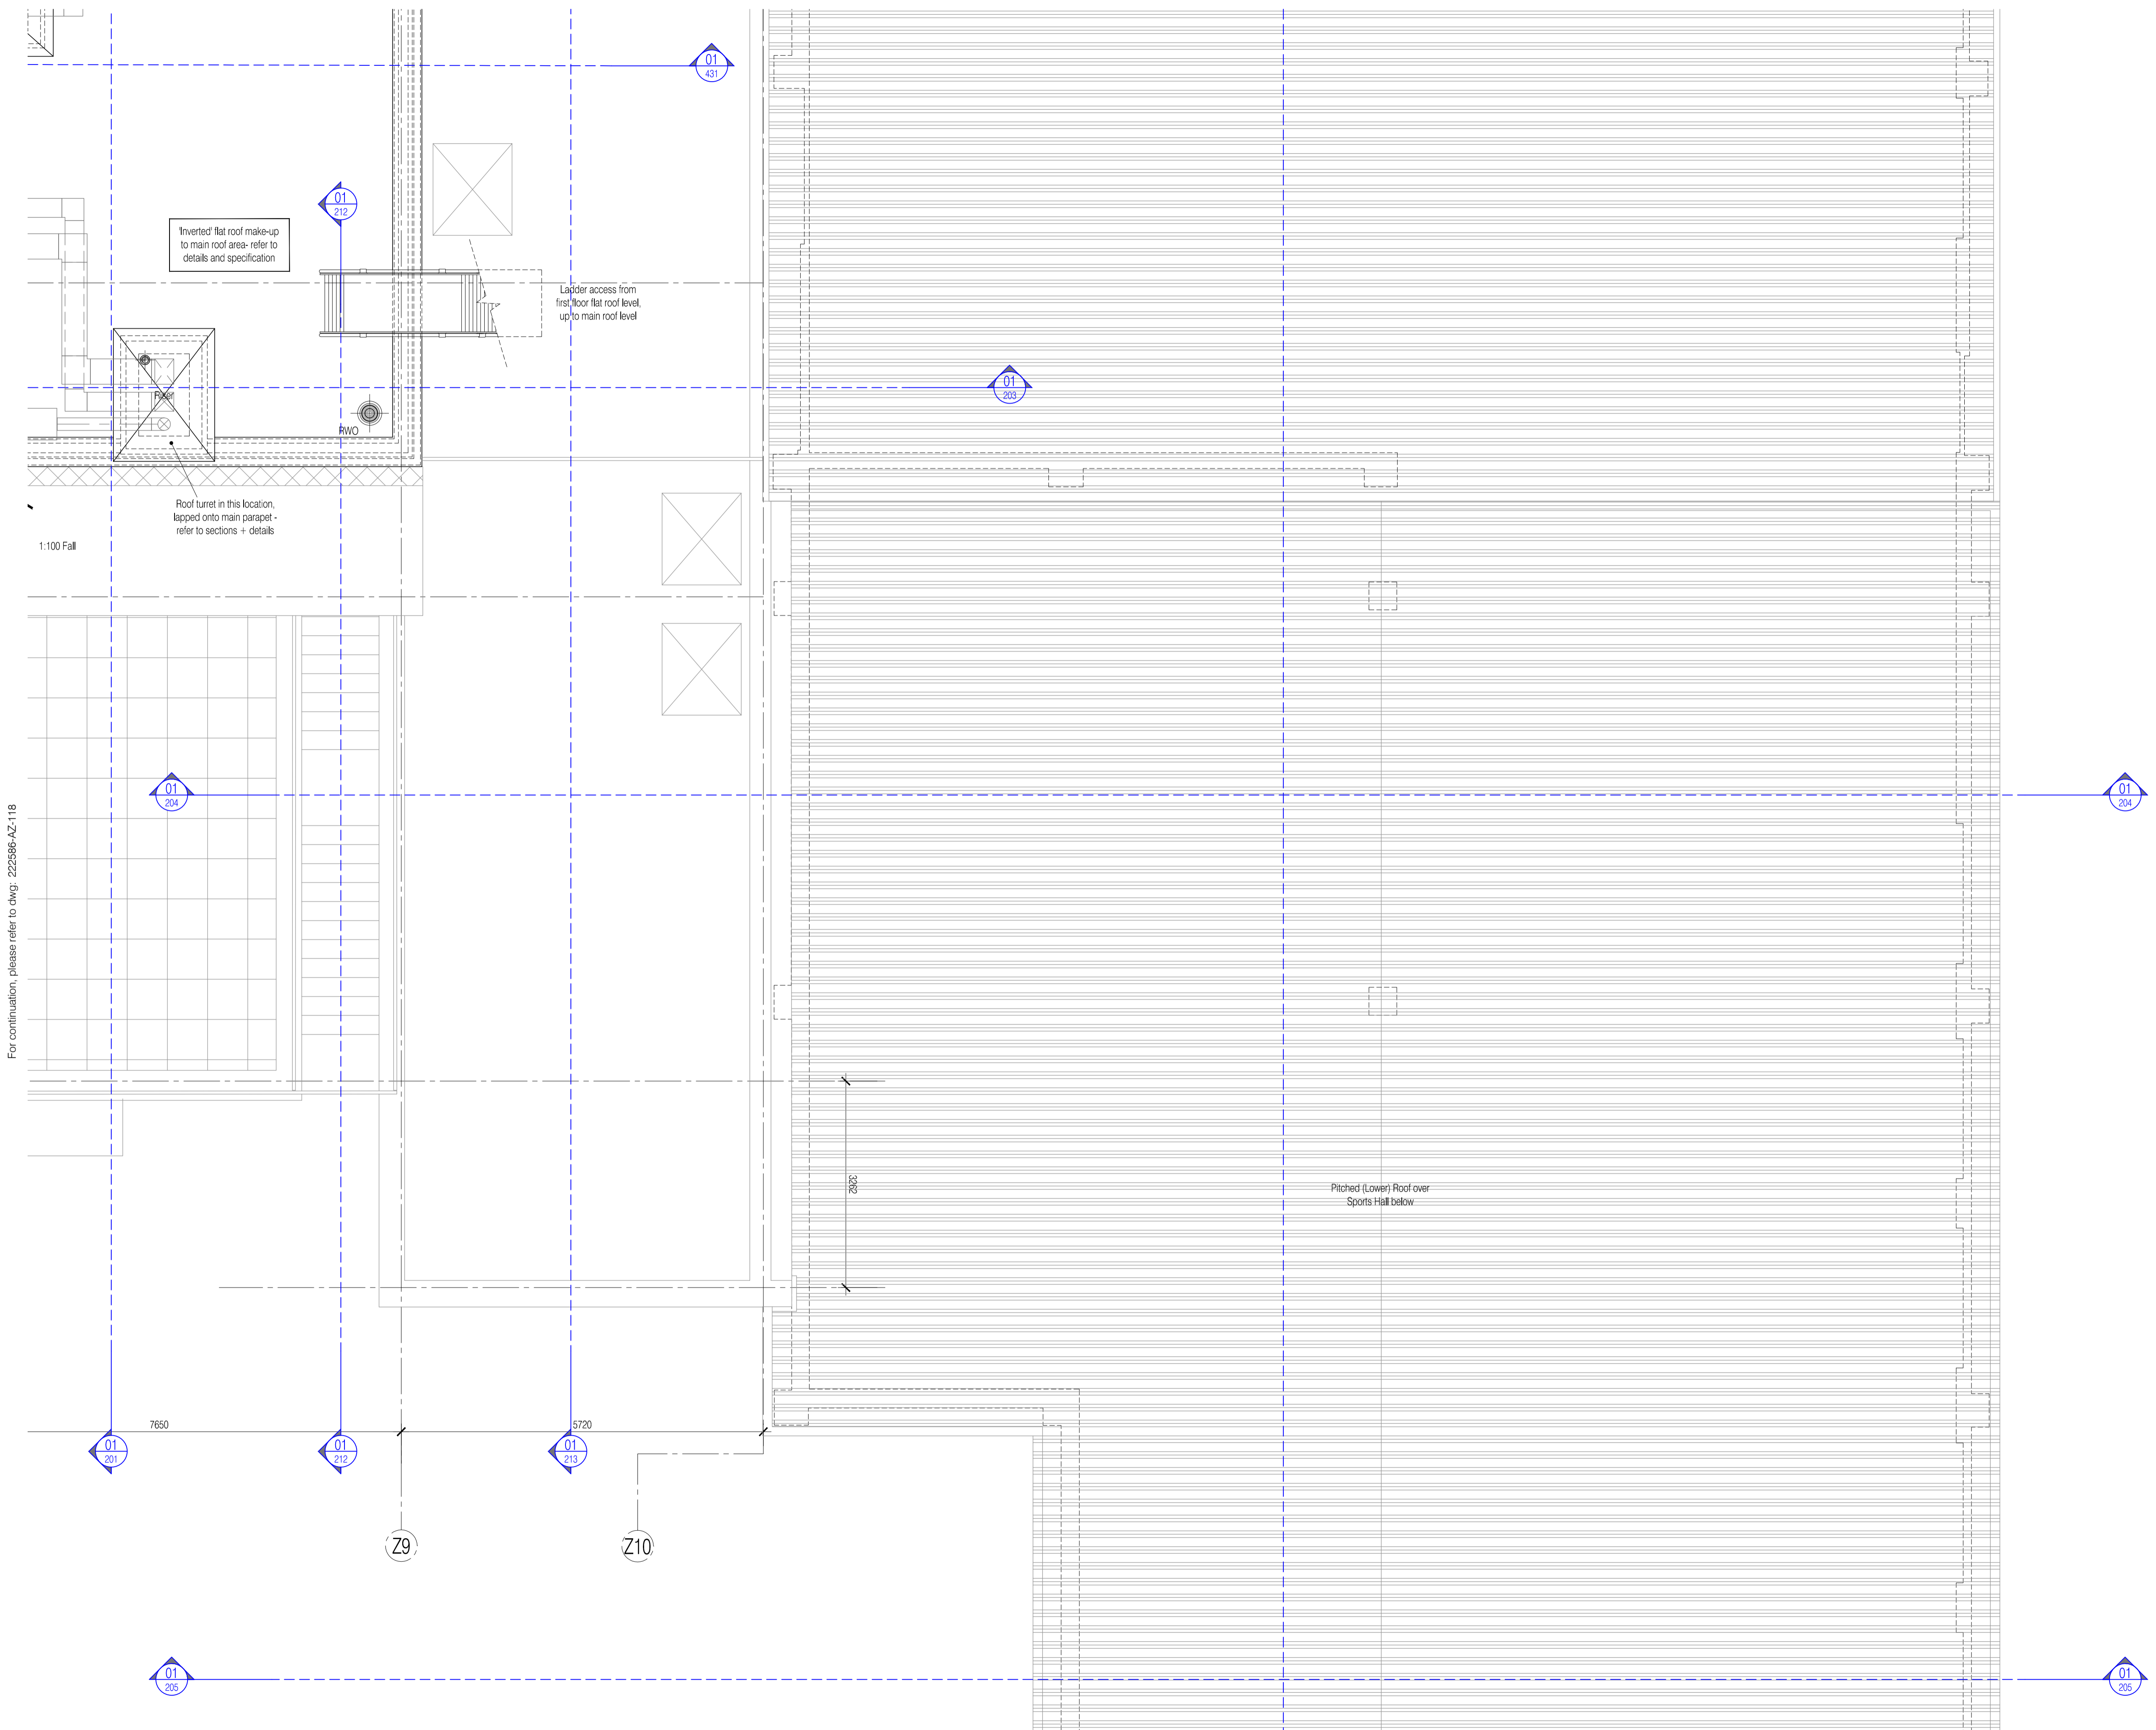 01
431
01
212
'Inverted' flat roof make-up
to main roof area- refer to
details and specification
Ladder access from
first floor flat roof level,
up to main roof level
01
203
Riser
RWO
Roof turret in this location,
lapped onto main parapet -
refer to sections + details
1:100 Fall
01
204
01
204
For continuation, please refer to dwg: 222586-AZ-118
3262
Pitched (Lower) Roof over
Sports Hall below
7650
5720
01
201
01
212
01
213
Z9
Z10
01
205
01
205